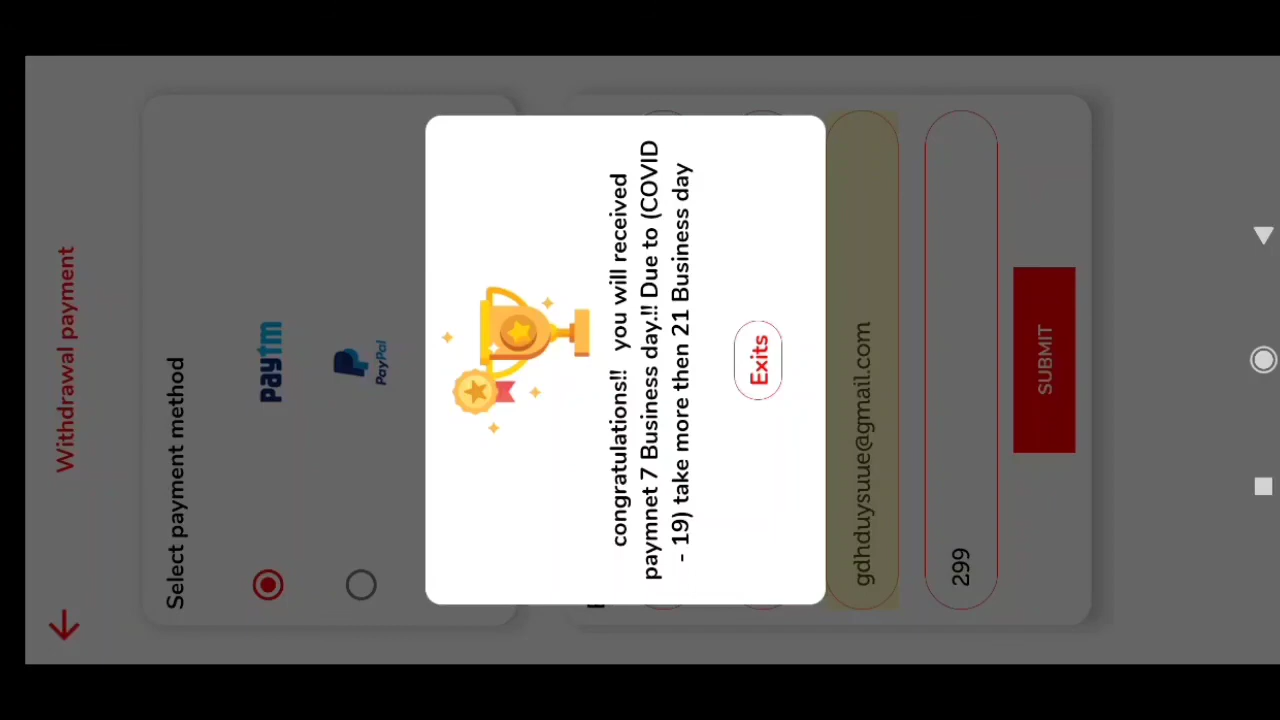 Withdrawal payment
Select payment method
paytm
PayPal
congratulations!! you will received
paymnet 7 Business day.!! Due to (COVID
- 19) take more then 21 Business day
Exits
gdhduysuue@gmail.com
299
SUBMIT